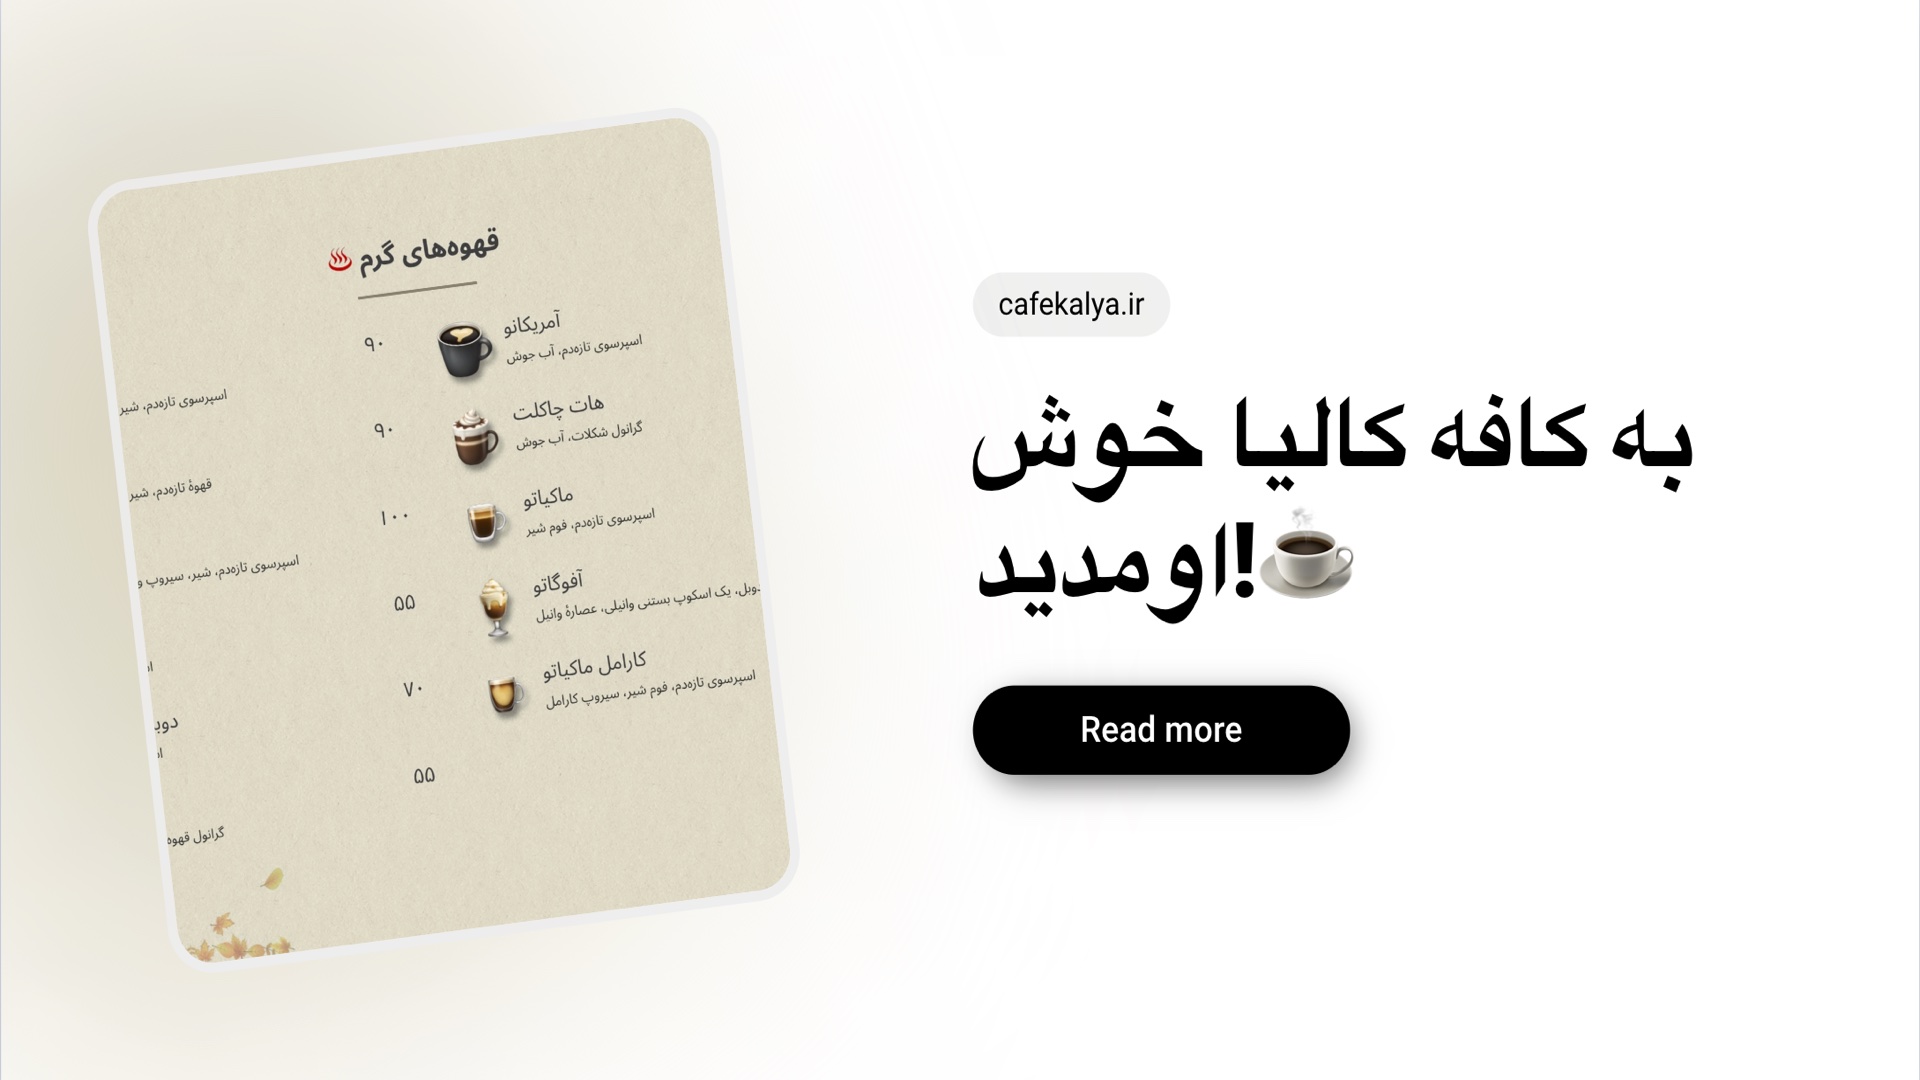 قهوه‌های گرم ♨️
آمریکانو
اسپرسوی تازه‌دم، آب جوش
۹۰
هات چاکلت
گرانول شکلات، آب جوش
۹۰
ماکیاتو
اسپرسوی تازه‌دم، فوم شیر
۱۰۰
آفوگاتو
دوبل، یک اسکوپ بستنی وانیلی، عصارهٔ وانیل
۵۵
کارامل ماکیاتو
اسپرسوی تازه‌دم، فوم شیر، سیروپ کارامل
۷۰
۵۵
اسپرسوی تازه‌دم، شیر
قهوهٔ تازه‌دم، شیر
اسپرسوی تازه‌دم، شیر، سیروپ و
گرانول قهوه
cafekalya.ir
به کافه کالیا خوش
اومدید!☕
Read more